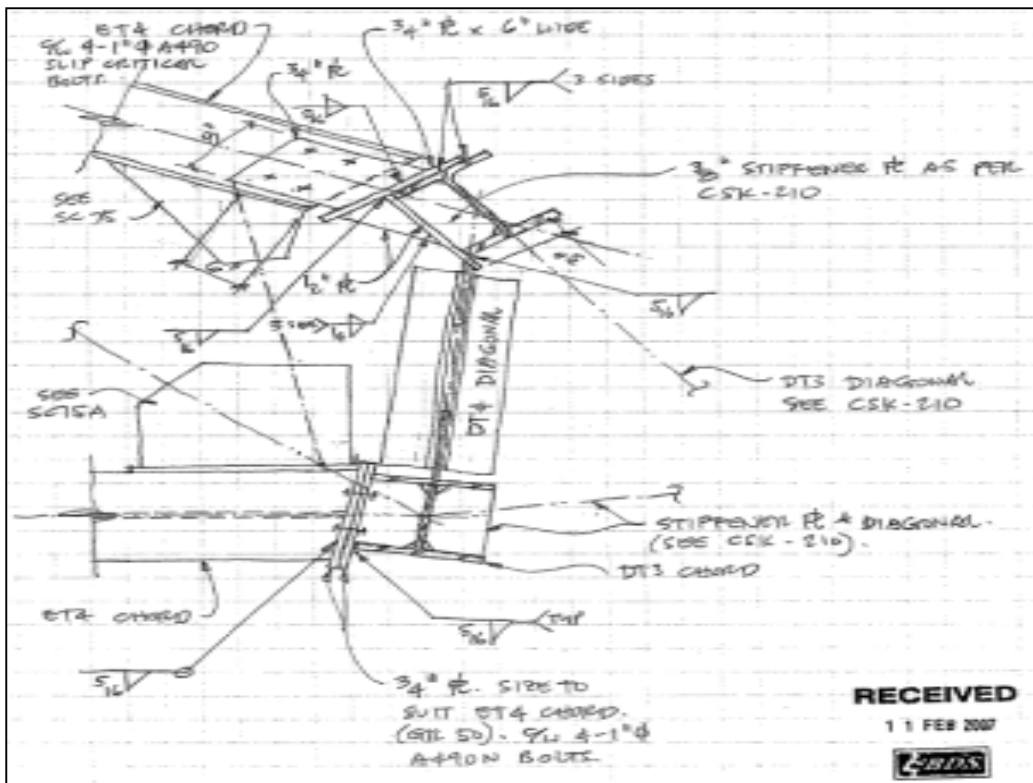 ET4 CHORD
C/W 4-1"φ A490
SLIP CRITICAL
BOLTS.
3/4" PL x 6" WIDE
3/4" PL
5/16
5/16
3 SIDES
3/8" STIFFENER PL AS PER
CSK-210
SEE
SC75
1/2" PL
5/16
3 SIDES
5/16
DT4 DIAGONAL
DT3 DIAGONAL
SEE CSK-210
SEE
SC75A
STIFFENER PL & DIAGONAL.
(SEE CSK-210).
DT3 CHORD
ET4 CHORD
5/16
TYP
5/16
3/4" PL. SIZE TO
SUIT ET4 CHORD.
(GR 50). C/W 4-1"φ
A490N BOLTS
RECEIVED
11 FEB 2007
BDS